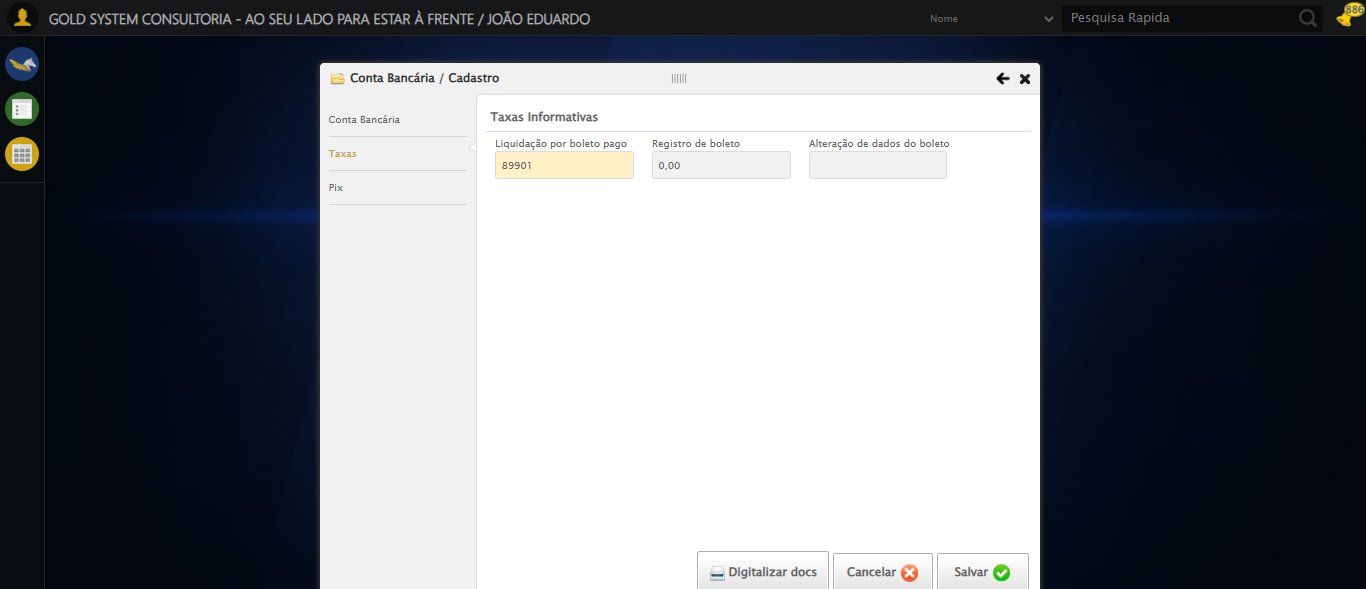 GOLD SYSTEM CONSULTORIA - AO SEU LADO PARA ESTAR À FRENTE / JOÃO EDUARDO
Nome
Pesquisa Rapida
886
Conta Bancária / Cadastro
Conta Bancária
Taxas
Pix
Taxas Informativas
Liquidação por boleto pago
Registro de boleto
Alteração de dados do boleto
89901
0,00
Digitalizar docs
Cancelar
Salvar